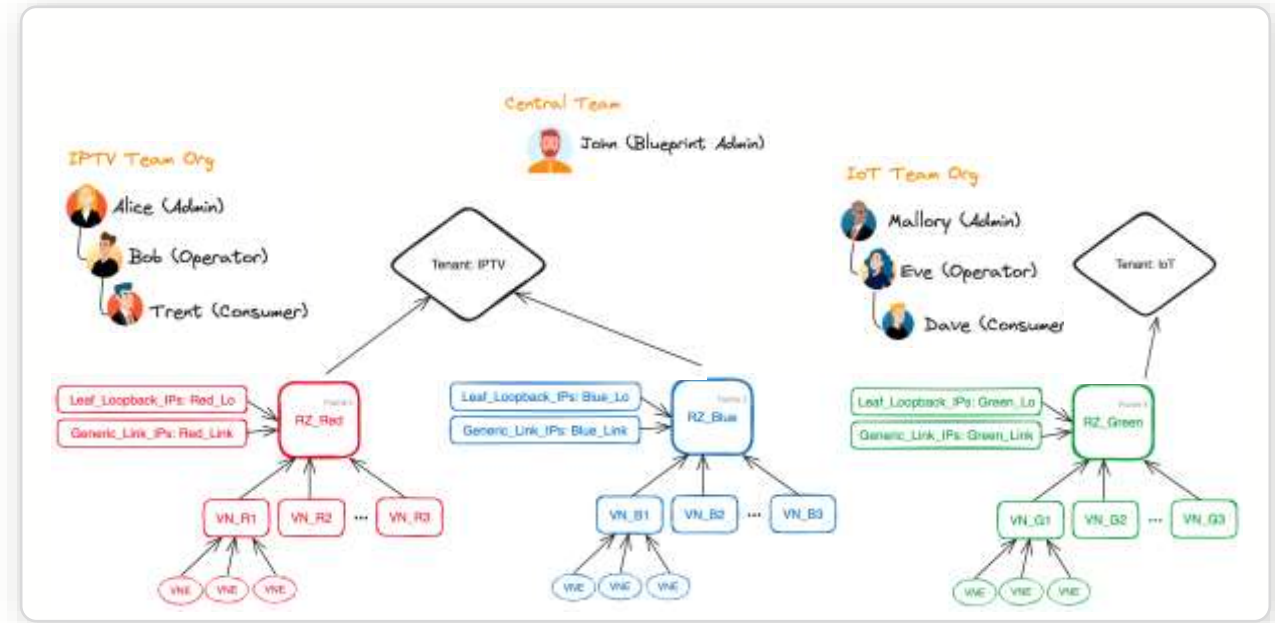 Central Team
John (Blueprint Admin)
IPTV Team Org
Alice (Admin)
Bob (Operator)
Trent (Consumer)
IoT Team Org
Mallory (Admin)
Eve (Operator)
Dave (Consumer
Tenant: IPTV
Tenant: IoT
Leaf_Loopback_IPs: Red_Lo
Generic_Link_IPs: Red_Link
RZ_Red
VN_R1
VN_R2
...
VN_R3
VNE
VNE
VNE
Leaf_Loopback_IPs: Blue_Lo
Generic_Link_IPs: Blue_Link
RZ_Blue
VN_B1
VN_B2
...
VN_B3
VNE
VNE
VNE
Leaf_Loopback_IPs: Green_Lo
Generic_Link_IPs: Green_Link
RZ_Green
VN_G1
VN_G2
...
VN_G3
VNE
VNE
VNE